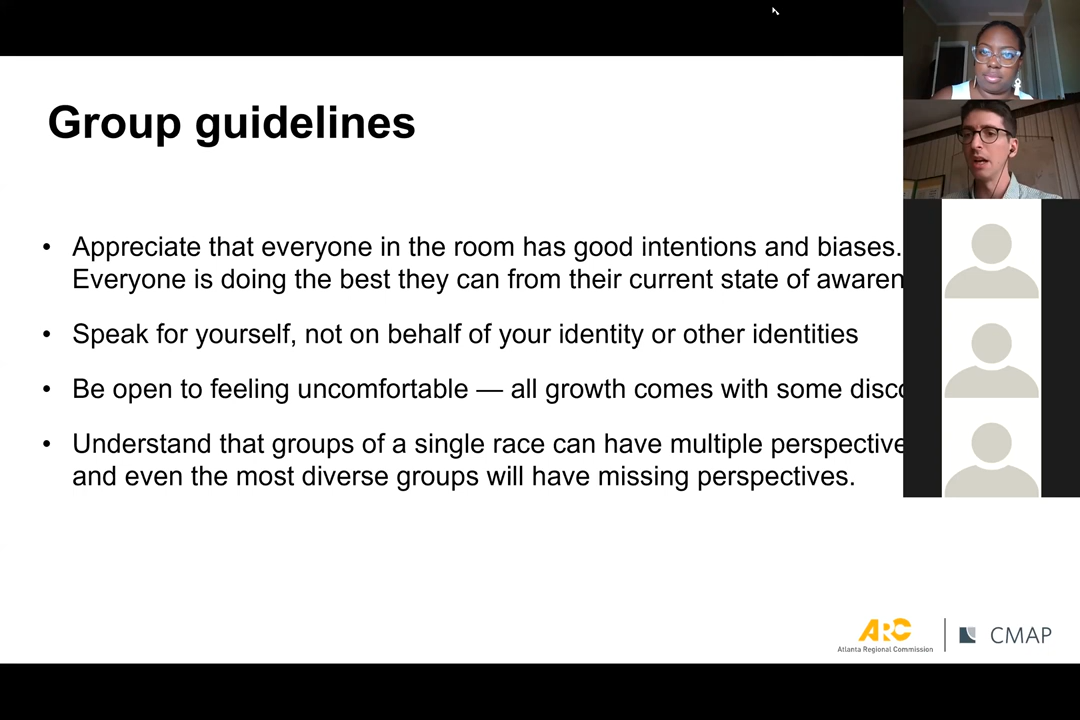 Group guidelines
• Appreciate that everyone in the room has good intentions and biases.
Everyone is doing the best they can from their current state of awaren
• Speak for yourself, not on behalf of your identity or other identities
• Be open to feeling uncomfortable — all growth comes with some disco
• Understand that groups of a single race can have multiple perspective
and even the most diverse groups will have missing perspectives.
ARC
Atlanta Regional Commission
CMAP